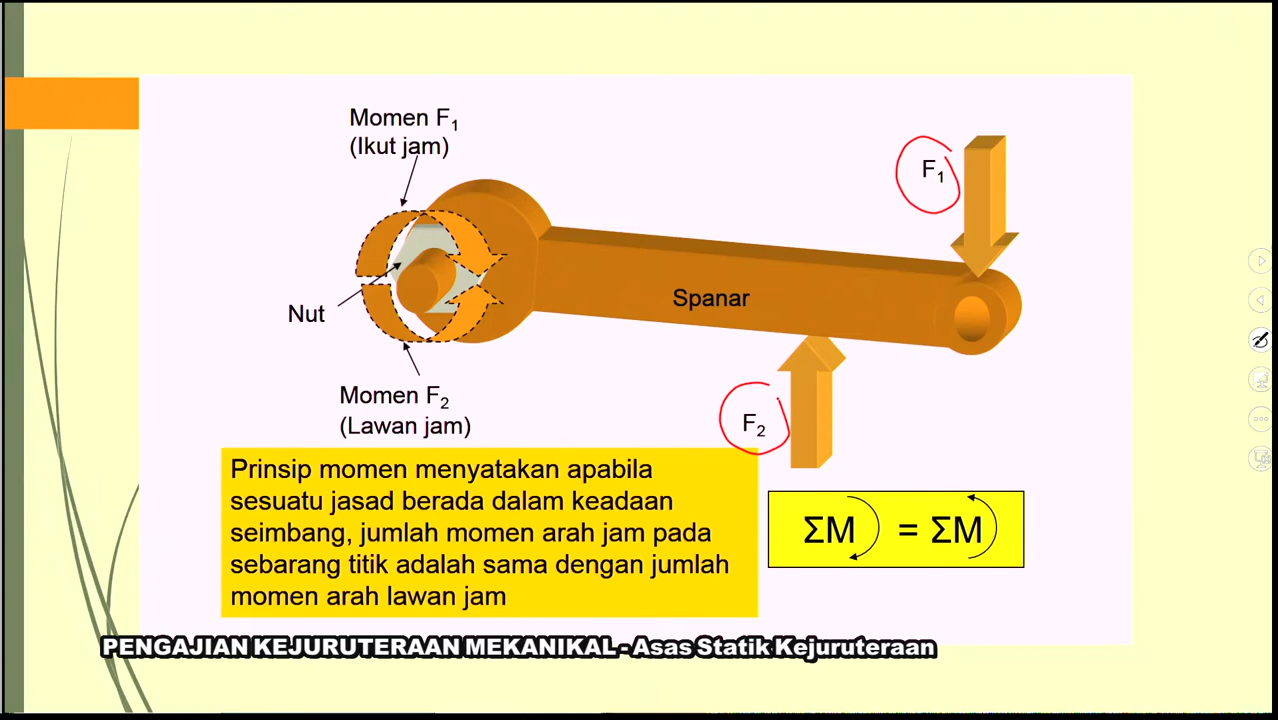 Momen F₁
(Ikut jam)
F₁
Nut
Spanar
Momen F₂
(Lawan jam)
F₂
Prinsip momen menyatakan apabila
sesuatu jasad berada dalam keadaan
seimbang, jumlah momen arah jam pada
sebarang titik adalah sama dengan jumlah
momen arah lawan jam
ΣM = ΣM
PENGAJIAN KEJURUTERAAN MEKANIKAL - Asas Statik Kejuruteraan